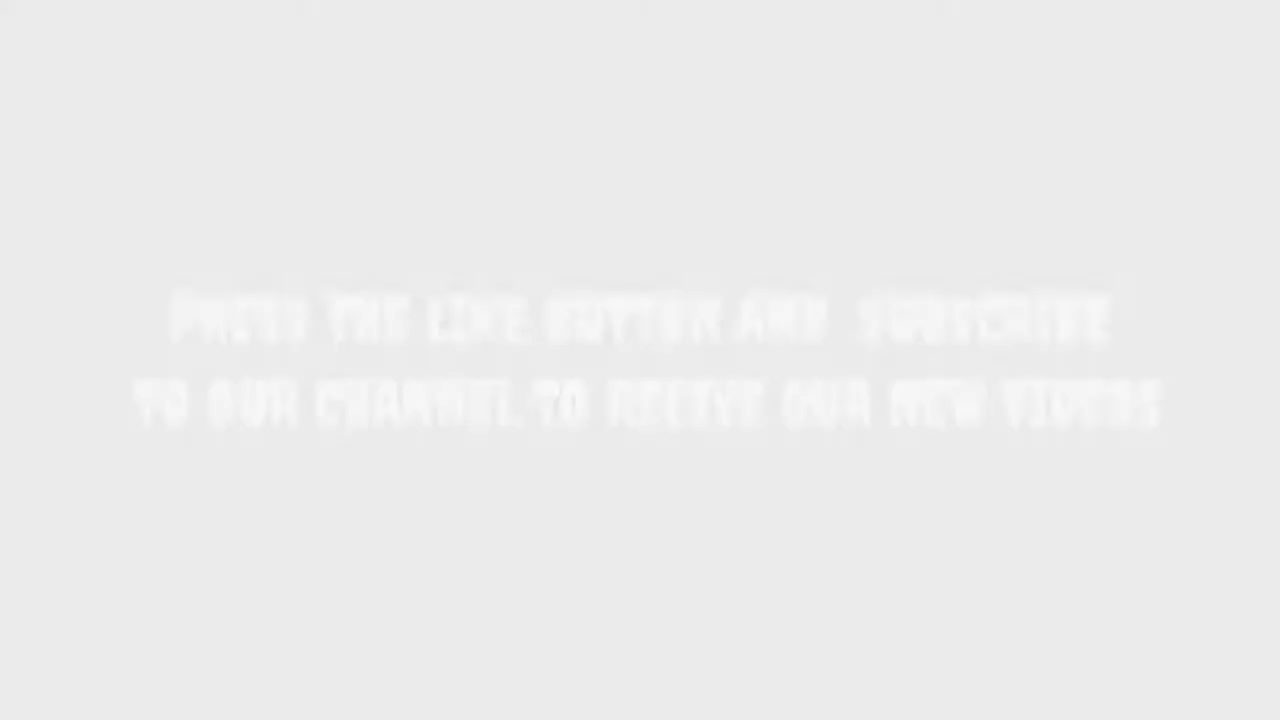 PRESS THE LIKE BUTTON AND SUBSCRIBE
TO OUR CHANNEL TO RECEIVE OUR NEW VIDEOS